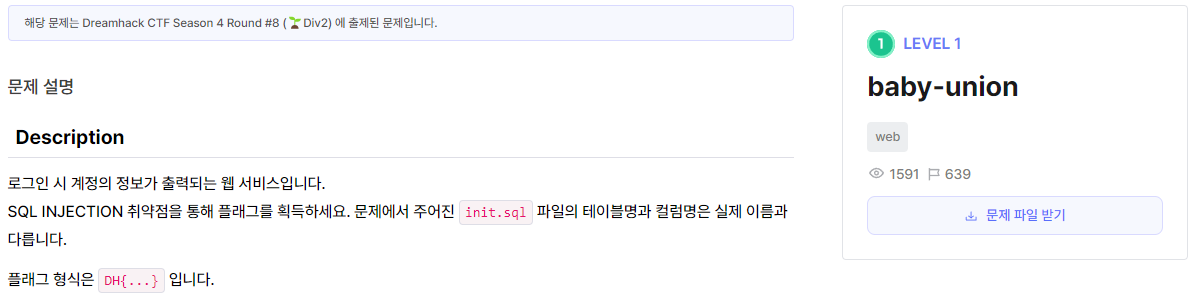 해당 문제는 Dreamhack CTF Season 4 Round #8 (🌱Div2) 에 출제된 문제입니다.
문제 설명
Description
로그인 시 계정의 정보가 출력되는 웹 서비스입니다.
SQL INJECTION 취약점을 통해 플래그를 획득하세요. 문제에서 주어진 init.sql 파일의 테이블명과 컬럼명은 실제 이름과
다릅니다.
플래그 형식은 DH{...} 입니다.
1 LEVEL 1
baby-union
web
1591 639
문제 파일 받기